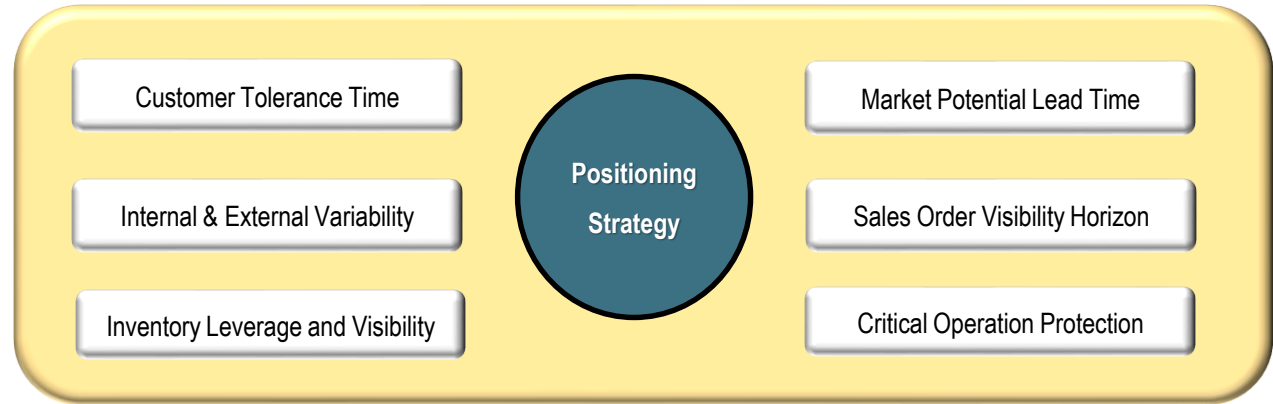 Customer Tolerance Time
Internal & External Variability
Inventory Leverage and Visibility
Positioning
Strategy
Market Potential Lead Time
Sales Order Visibility Horizon
Critical Operation Protection